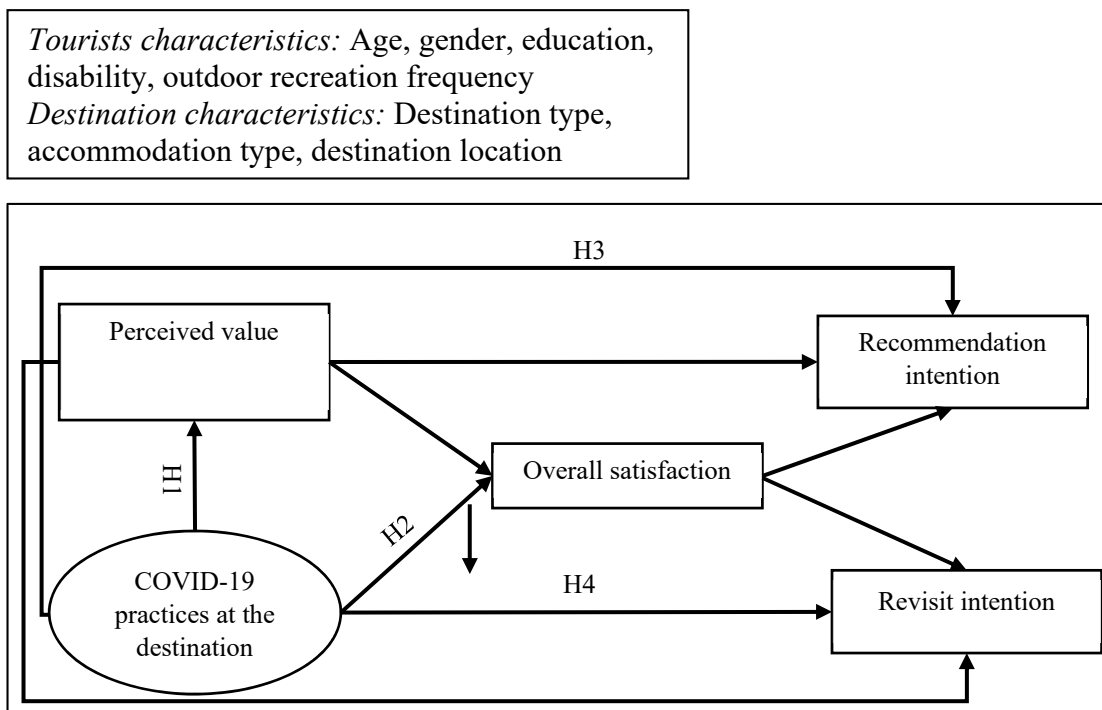 Tourists characteristics: Age, gender, education,
disability, outdoor recreation frequency
Destination characteristics: Destination type,
accommodation type, destination location
H3
Perceived value
Recommendation
intention
H1
Overall satisfaction
H2
COVID-19
practices at the
destination
H4
Revisit intention